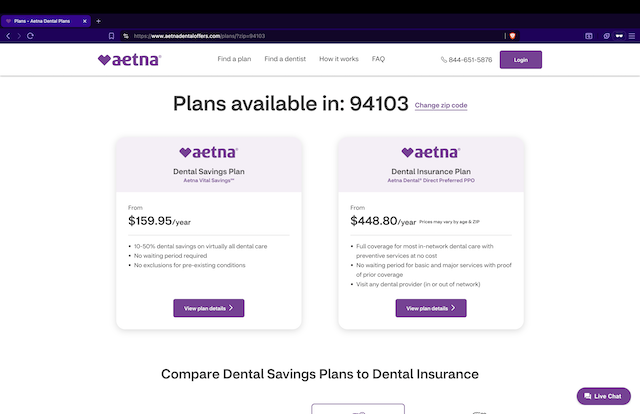 Plans - Aetna Dental Plans
https://www.aetnadentaloffers.com/plans/?zip=94103
aetna®
Find a plan
Find a dentist
How it works
FAQ
844-651-5876
Login
Plans available in: 94103
Change zip code
aetna®
Dental Savings Plan
Aetna Vital Savings℠
From
$159.95/year
• 10-50% dental savings on virtually all dental care
• No waiting period required
• No exclusions for pre-existing conditions
View plan details
aetna®
Dental Insurance Plan
Aetna Dental® Direct Preferred PPO
From
$448.80/year Prices may vary by age & ZIP
• Full coverage for most in-network dental care with
preventive services at no cost
• No waiting period for basic and major services with proof
of prior coverage
• Visit any dental provider (in or out of network)
View plan details
Compare Dental Savings Plans to Dental Insurance
Live Chat